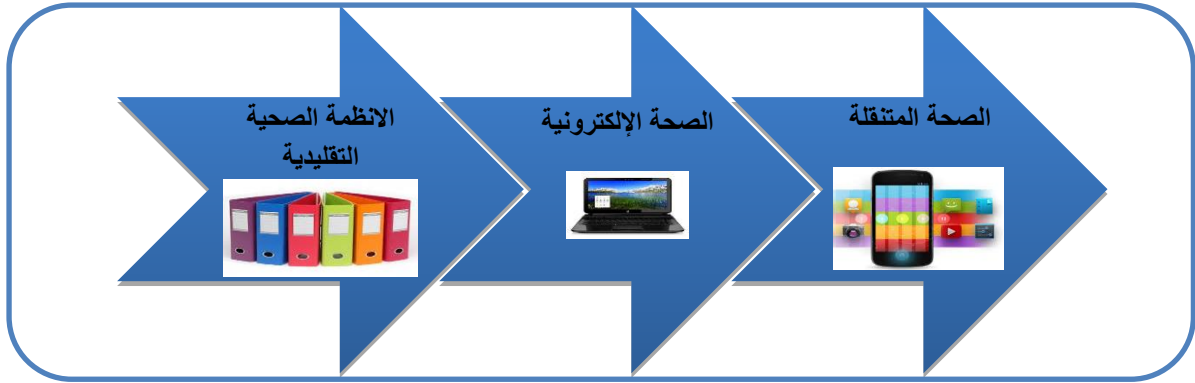 الانظمة الصحية
التقليدية
الصحة الإلكترونية
الصحة المتنقلة